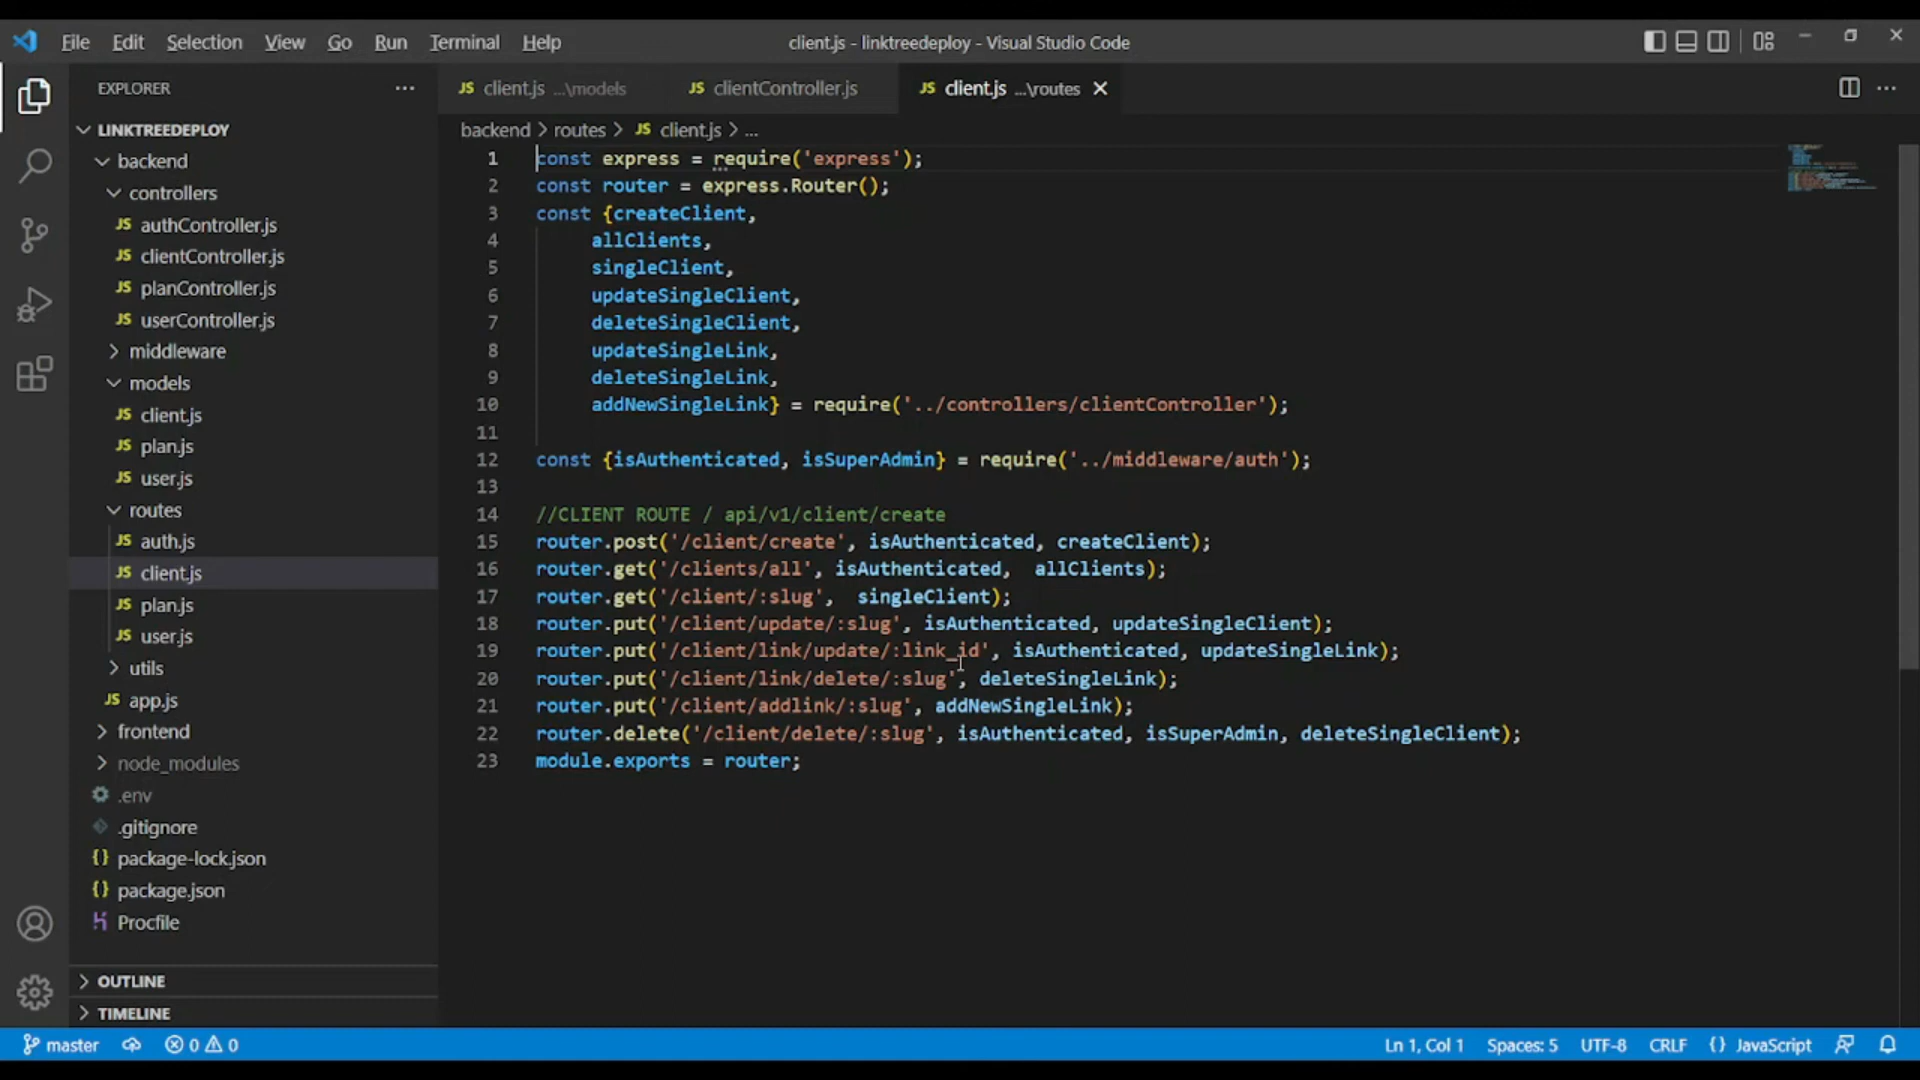 File Edit Selection View Go Run Terminal Help
client.js - linktreedeploy - Visual Studio Code
EXPLORER
LINKTREEDEPLOY
backend
controllers
JS authController.js
JS clientController.js
JS planController.js
JS userController.js
middleware
models
JS client.js
JS plan.js
JS user.js
routes
JS auth.js
JS client.js
JS plan.js
JS user.js
utils
JS app.js
frontend
node_modules
.env
.gitignore
{} package-lock.json
{} package.json
Procfile
OUTLINE
TIMELINE
JS client.js ...\models JS clientController.js JS client.js ...\routes
backend > routes > JS client.js > ...
1 const express = require('express');
2 const router = express.Router();
3 const {createClient,
4 allClients,
5 singleClient,
6 updateSingleClient,
7 deleteSingleClient,
8 updateSingleLink,
9 deleteSingleLink,
10 addNewSingleLink} = require('../controllers/clientController');
11
12 const {isAuthenticated, isSuperAdmin} = require('../middleware/auth');
13
14 //CLIENT ROUTE / api/v1/client/create
15 router.post('/client/create', isAuthenticated, createClient);
16 router.get('/clients/all', isAuthenticated,  allClients);
17 router.get('/client/:slug',  singleClient);
18 router.put('/client/update/:slug', isAuthenticated, updateSingleClient);
19 router.put('/client/link/update/:link_id', isAuthenticated, updateSingleLink);
20 router.put('/client/link/delete/:slug', deleteSingleLink);
21 router.put('/client/addlink/:slug', addNewSingleLink);
22 router.delete('/client/delete/:slug', isAuthenticated, isSuperAdmin, deleteSingleClient);
23 module.exports = router;
master 0 0 Ln 1, Col 1 Spaces: 5 UTF-8 CRLF {} JavaScript